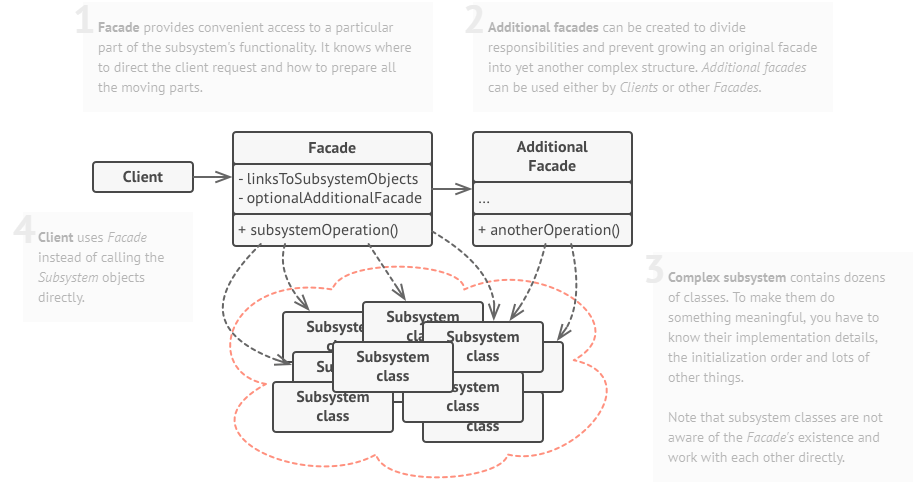 1
Facade provides convenient access to a particular
part of the subsystem's functionality. It knows where
to direct the client request and how to prepare all
the moving parts.
2
Additional facades can be created to divide
responsibilities and prevent growing an original facade
into yet another complex structure. Additional facades
can be used either by Clients or other Facades.
Client
Facade
- linksToSubsystemObjects
- optionalAdditionalFacade
+ subsystemOperation()
Additional
Facade
...
+ anotherOperation()
4
Client uses Facade
instead of calling the
Subsystem objects
directly.
3
Complex subsystem contains dozens
of classes. To make them do
something meaningful, you have to
know their implementation details,
the initialization order and lots of
other things.
Note that subsystem classes are not
aware of the Facade's existence and
work with each other directly.
Subsystem
Subsystem
class
Subsystem
class
Subsystem
class
Subsystem
class
class
class